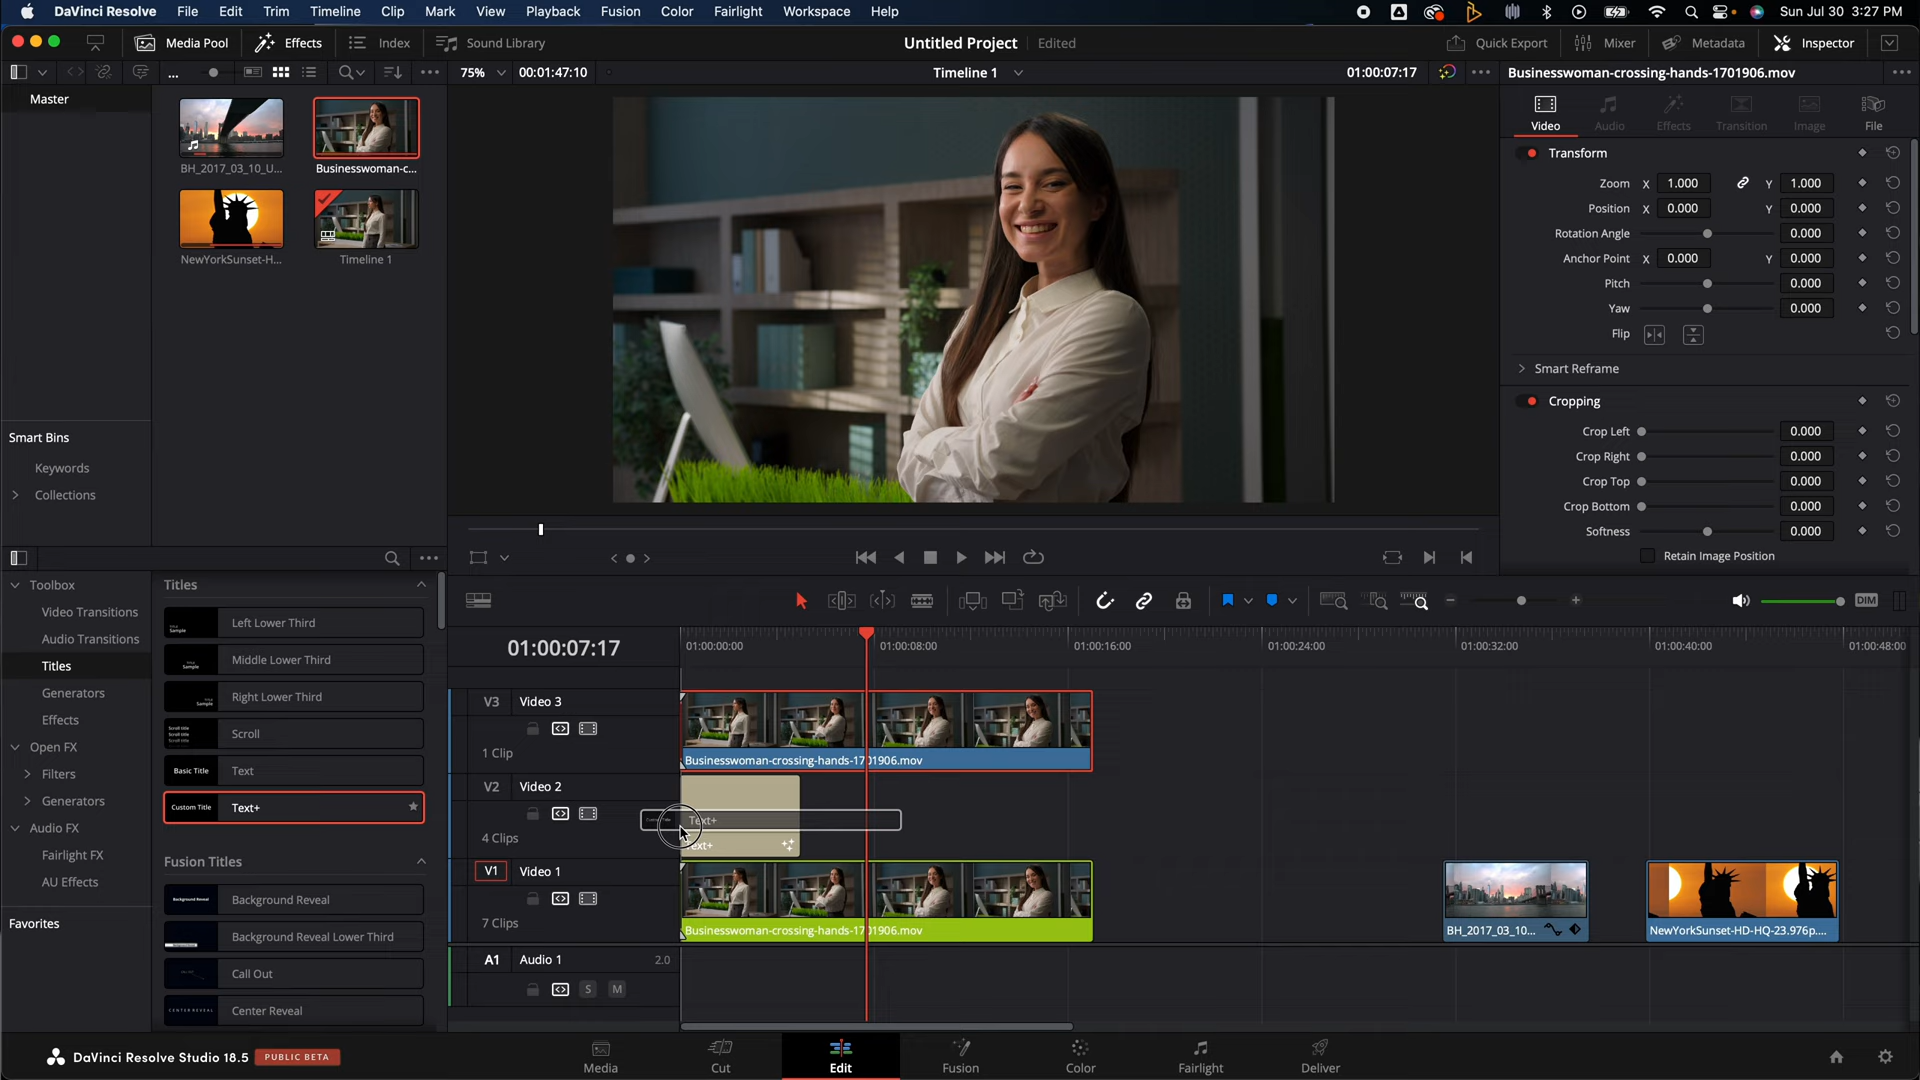 DaVinci Resolve File Edit Trim Timeline Clip Mark View Playback Fusion Color Fairlight Workspace Help Sun Jul 30 3:27 PM
Media Pool Effects Index Sound Library Untitled Project Edited Quick Export Mixer Metadata Inspector
... 75% 00:01:47:10 Timeline 1 01:00:07:17 Businesswoman-crossing-hands-1701906.mov
Master
BH_2017_03_10_U... Businesswoman-c...
NewYorkSunset-H... Timeline 1
Smart Bins
Keywords
Collections
Video Audio Effects Transition Image File
Transform
Zoom X 1.000 Y 1.000
Position X 0.000 Y 0.000
Rotation Angle 0.000
Anchor Point X 0.000 Y 0.000
Pitch 0.000
Yaw 0.000
Flip
Smart Reframe
Cropping
Crop Left 0.000
Crop Right 0.000
Crop Top 0.000
Crop Bottom 0.000
Softness 0.000
Retain Image Position
Toolbox
Video Transitions
Audio Transitions
Titles
Generators
Effects
Open FX
Filters
Generators
Audio FX
Fairlight FX
AU Effects
Favorites
Titles
Left Lower Third
Sample Middle Lower Third
Sample Right Lower Third
Scroll
Basic Title Text
Custom Title Text+
Fusion Titles
Background Reveal Background Reveal
Background Reveal Lower Third
Call Out
CENTER REVEAL Center Reveal
DIM
01:00:07:17 01:00:00:00 01:00:08:00 01:00:16:00 01:00:24:00 01:00:32:00 01:00:40:00 01:00:48:00
V3 Video 3
1 Clip
Businesswoman-crossing-hands-1701906.mov
V2 Video 2
Text+
4 Clips
Text+
V1 Video 1
7 Clips
Businesswoman-crossing-hands-1701906.mov BH_2017_03_10... NewYorkSunset-HD-HQ-23.976p....
A1 Audio 1 2.0
S M
DaVinci Resolve Studio 18.5 PUBLIC BETA
Media Cut Edit Fusion Color Fairlight Deliver